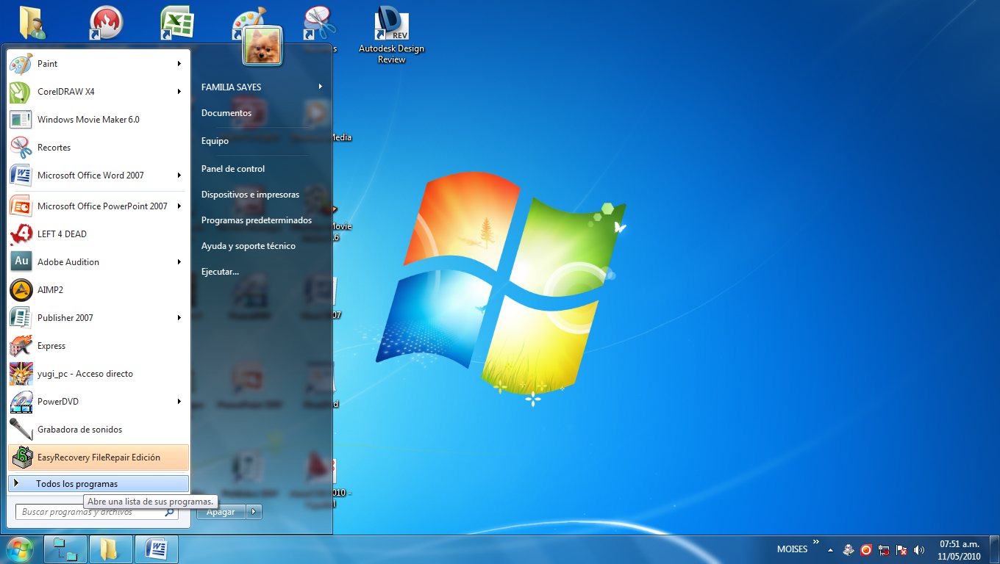 REV
Autodesk Design
Review
Paint
CorelDRAW X4
Windows Movie Maker 6.0
Recortes
Microsoft Office Word 2007
Microsoft Office PowerPoint 2007
LEFT 4 DEAD
Au
Adobe Audition
AIMP2
Publisher 2007
Express
yugi_pc - Acceso directo
PowerDVD
Grabadora de sonidos
EasyRecovery FileRepair Edición
Todos los programas
Abre una lista de sus programas.
Buscar programas y archivos
FAMILIA SAYES
Documentos
Equipo
Panel de control
Dispositivos e impresoras
Programas predeterminados
Ayuda y soporte técnico
Ejecutar...
Apagar
MOISES
07:51 a.m.
11/05/2010